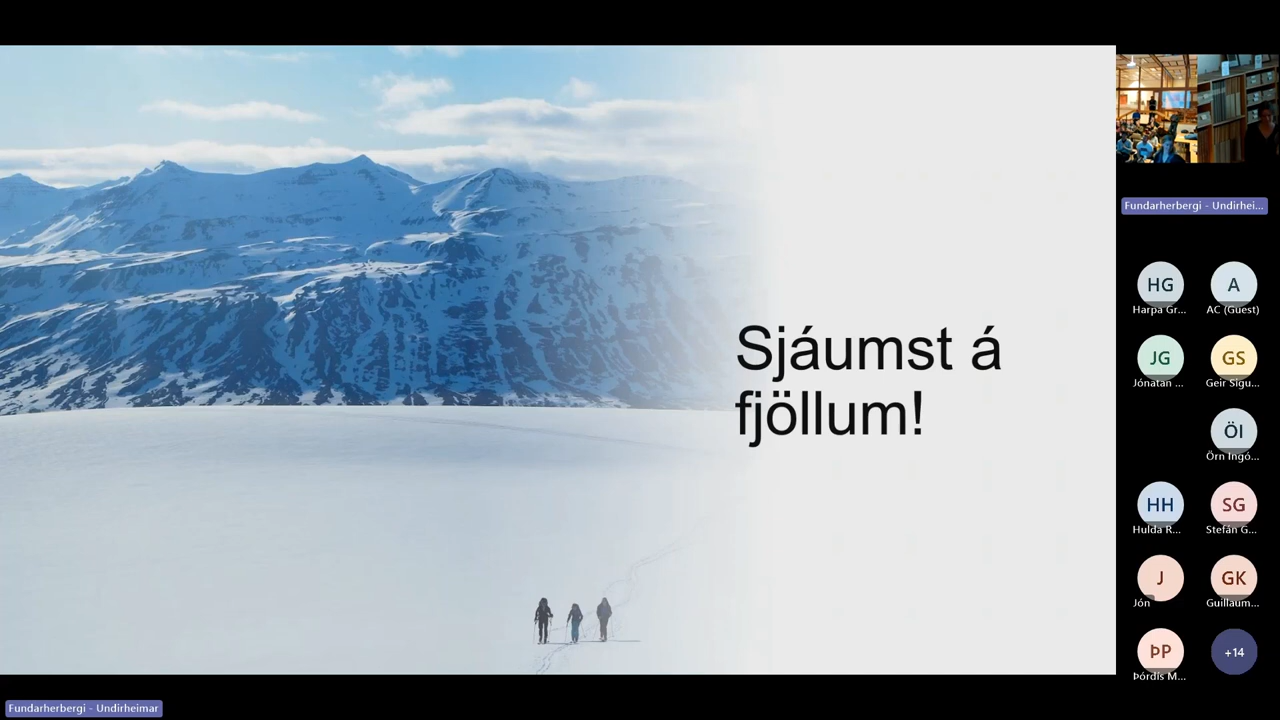 Sjáumst á
fjöllum!
Fundarherbergi - Undirhei...
HG
Harpa Gr...
A
AC (Guest)
JG
Jónatan ...
GS
Geir Sigu...
ÖI
Örn Ingó...
HH
Hulda R...
SG
Stefán G...
J
Jón
GK
Guillaum...
ÞP
Þórdís M...
+14
Fundarherbergi - Undirheimar